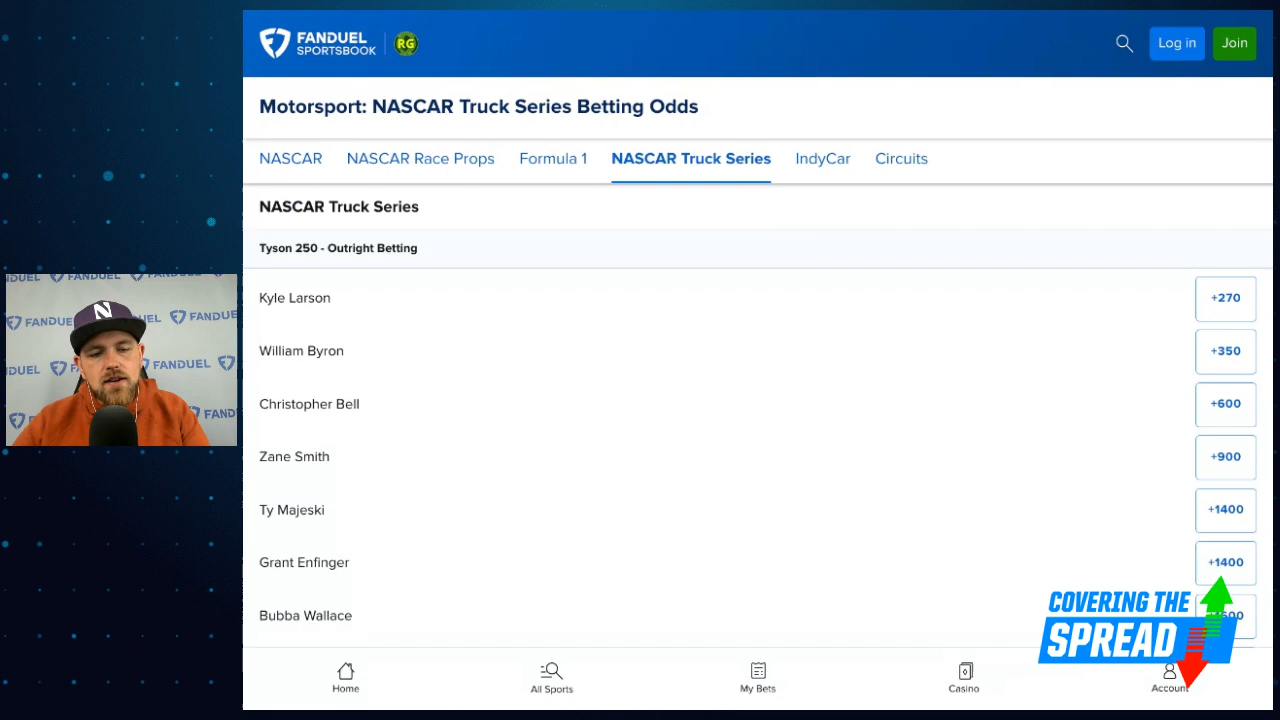 FANDUEL
SPORTSBOOK
RG
Log in
Join
Motorsport: NASCAR Truck Series Betting Odds
NASCAR NASCAR Race Props Formula 1 NASCAR Truck Series IndyCar Circuits
NASCAR Truck Series
Tyson 250 - Outright Betting
Kyle Larson +270
William Byron +350
Christopher Bell +600
Zane Smith +900
Ty Majeski +1400
Grant Enfinger +1400
Bubba Wallace
COVERING THE
SPREAD
Home All Sports My Bets Casino Account
FANDUEL
FANDUEL
N